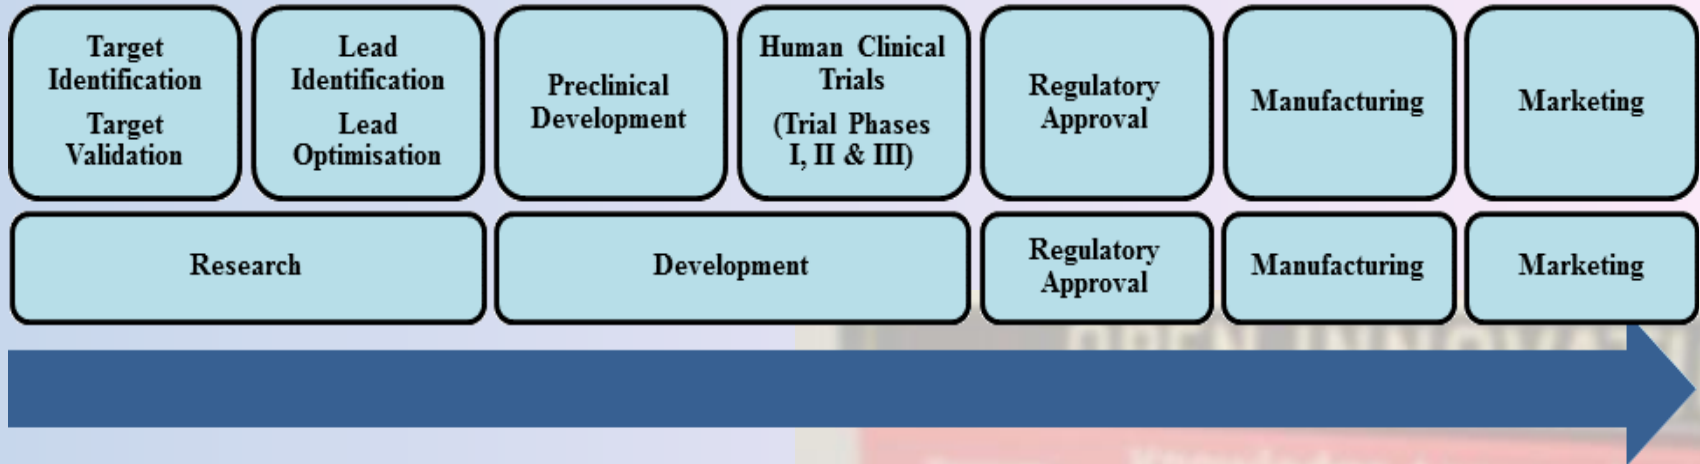 Target
Identification
Target
Validation
Lead
Identification
Lead
Optimisation
Preclinical
Development
Human Clinical
Trials
(Trial Phases
I, II & III)
Regulatory
Approval
Manufacturing
Marketing
Research
Development
Regulatory
Approval
Manufacturing
Marketing